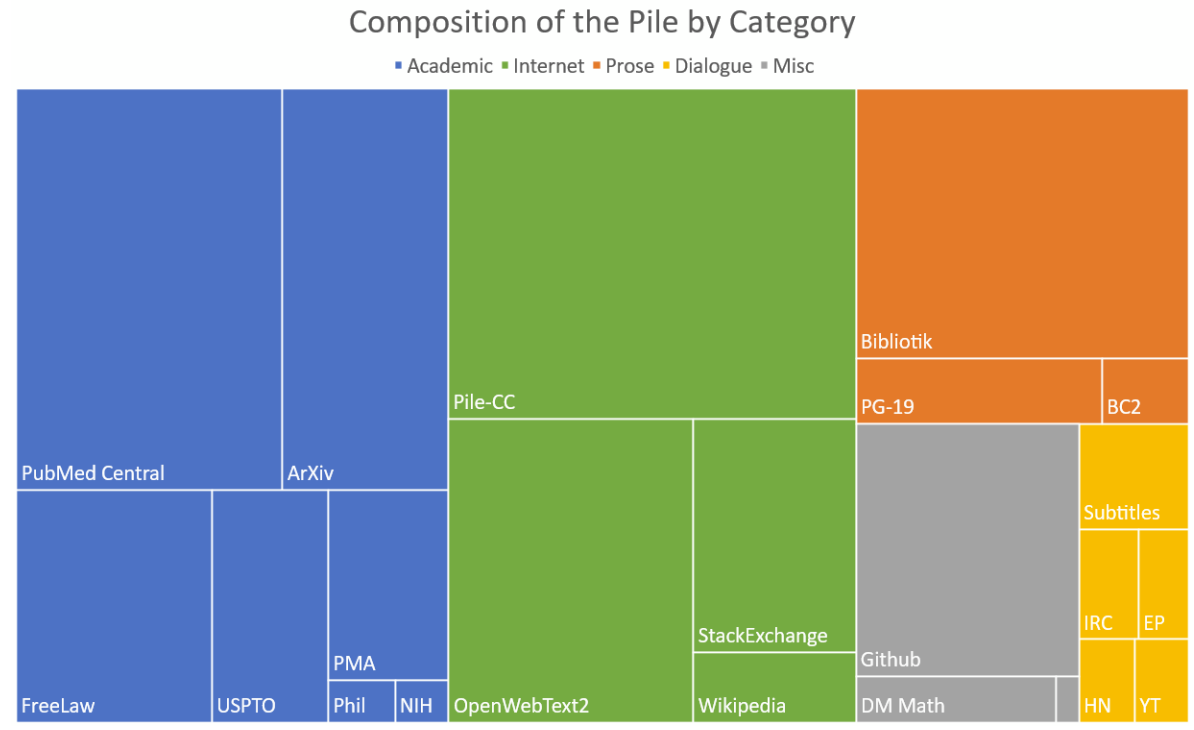 Composition of the Pile by Category
Academic Internet Prose Dialogue Misc
Bibliotik
Pile-CC
PG-19 BC2
PubMed Central ArXiv
Subtitles
IRC EP
StackExchange
Github
PMA
FreeLaw USPTO Phil NIH OpenWebText2 Wikipedia DM Math HN YT